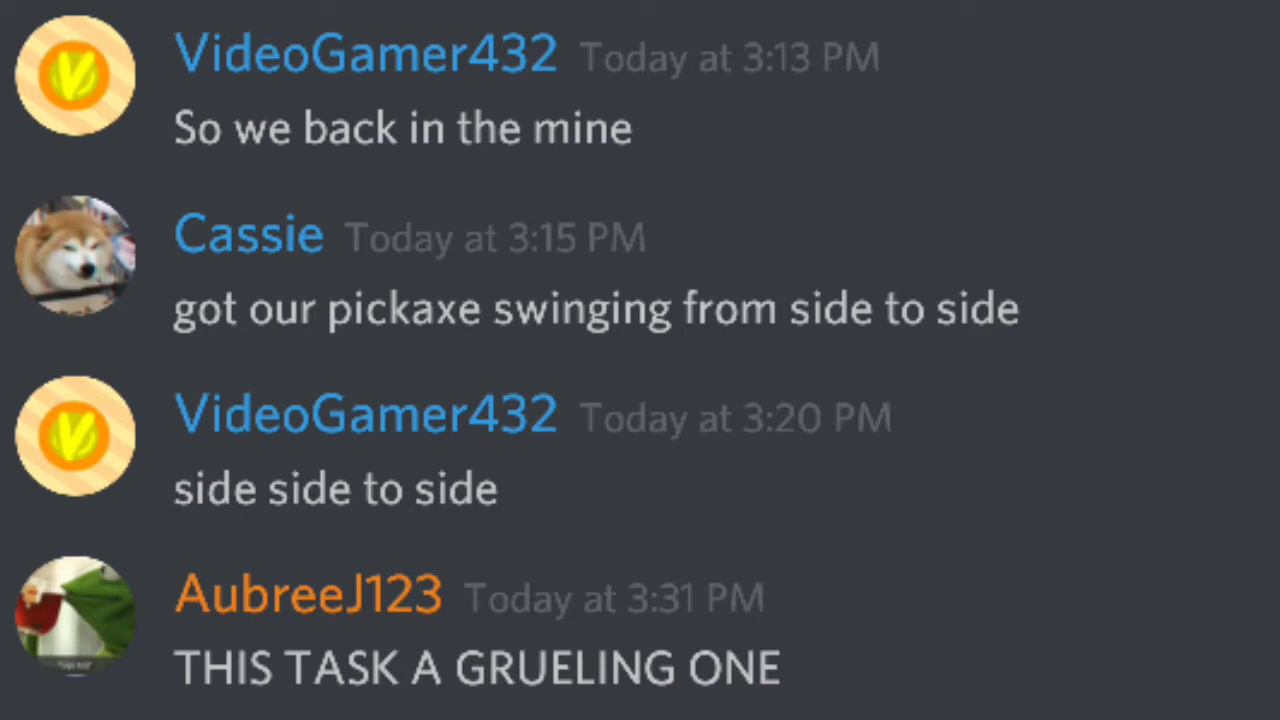 VideoGamer432 Today at 3:13 PM
So we back in the mine
Cassie Today at 3:15 PM
got our pickaxe swinging from side to side
VideoGamer432 Today at 3:20 PM
side side to side
AubreeJ123 Today at 3:31 PM
THIS TASK A GRUELING ONE